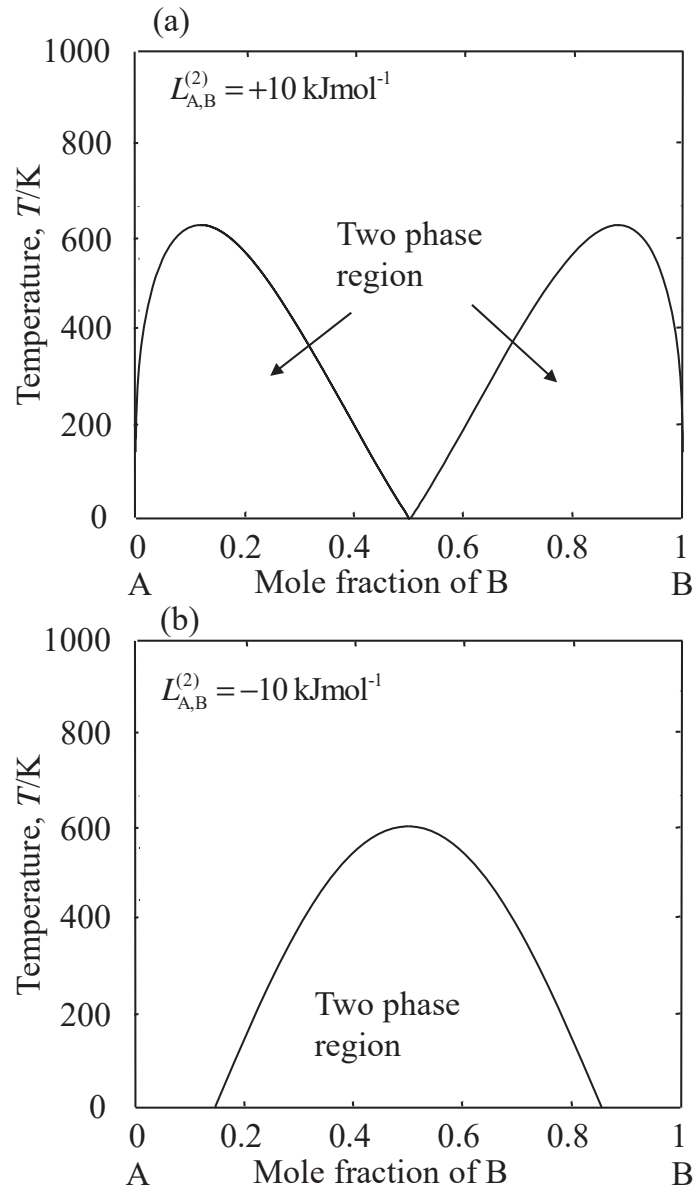 (a)
1000
L_{A,B}^{(2)} = +10 kJmol^{-1}
800
600
Two phase
region
400
200
0
Temperature, T/K
0 0.2 0.4 0.6 0.8 1
A Mole fraction of B B
(b)
1000
L_{A,B}^{(2)} = −10 kJmol^{-1}
800
600
400
Two phase
region
200
0
Temperature, T/K
0 0.2 0.4 0.6 0.8 1
A Mole fraction of B B